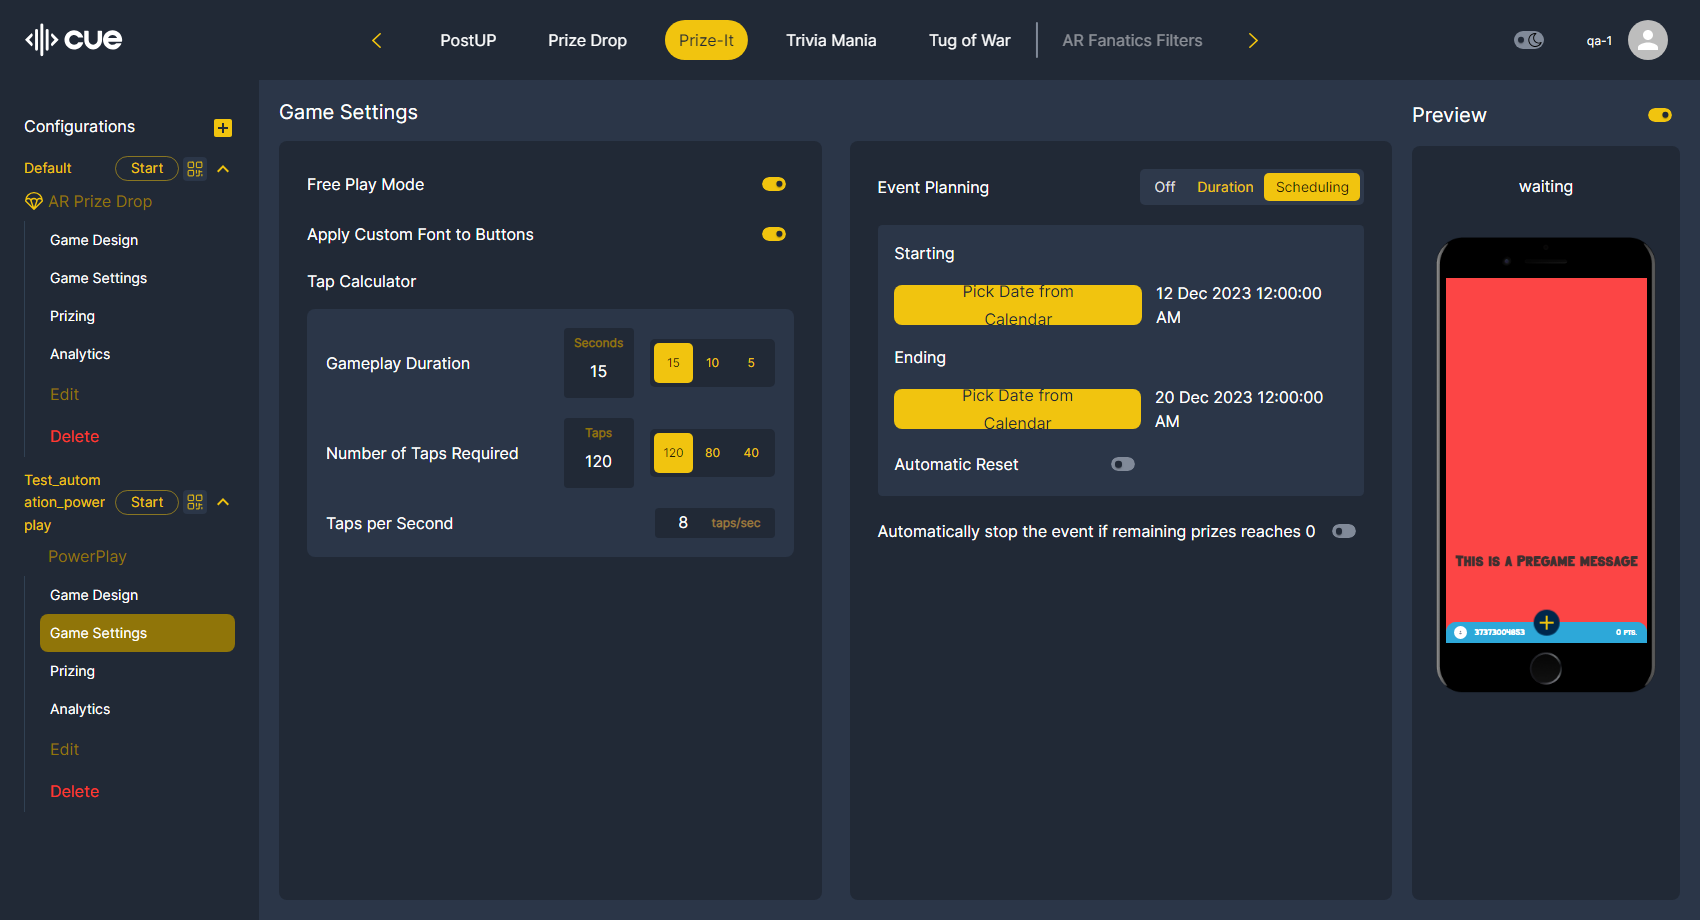 cue
PostUP
Prize Drop
Prize-It
Trivia Mania
Tug of War
AR Fanatics Filters
qa-1
Configurations
Default
Start
AR Prize Drop
Game Design
Game Settings
Prizing
Analytics
Edit
Delete
Test_autom
ation_power
play
Start
PowerPlay
Game Design
Game Settings
Prizing
Analytics
Edit
Delete
Game Settings
Free Play Mode
Apply Custom Font to Buttons
Tap Calculator
Gameplay Duration
Seconds
15
15 10 5
Number of Taps Required
Taps
120
120 80 40
Taps per Second
8 taps/sec
Event Planning
Off Duration Scheduling
Starting
Pick Date from
Calendar
12 Dec 2023 12:00:00
AM
Ending
Pick Date from
Calendar
20 Dec 2023 12:00:00
AM
Automatic Reset
Automatically stop the event if remaining prizes reaches 0
Preview
waiting
This is a Pregame message
37373004653
0 PTS.